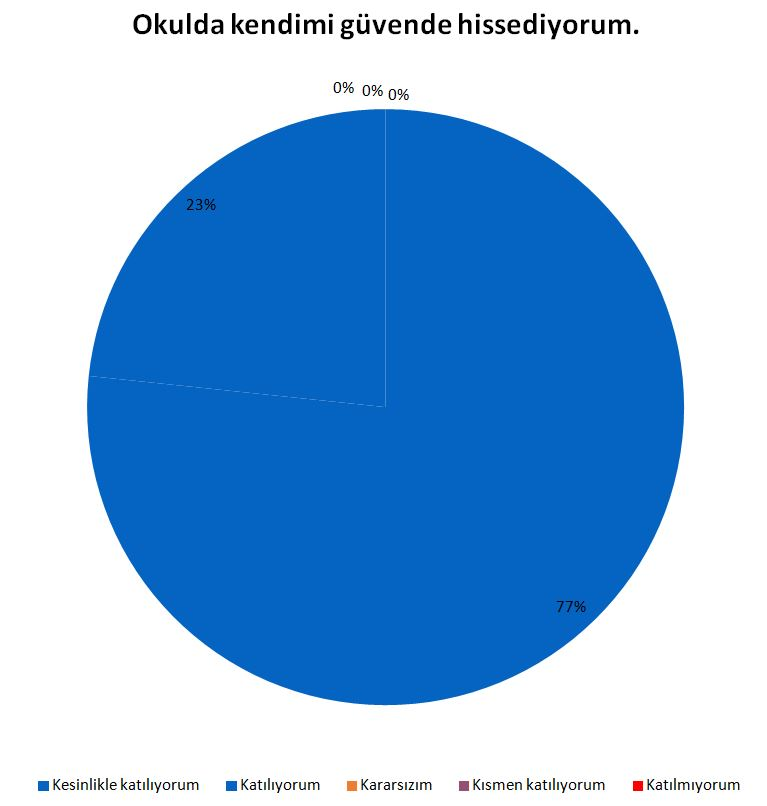 Okulda kendimi güvende hissediyorum.
0% 0% 0%
23%
77%
Kesinlikle katılıyorum Katılıyorum Kararsızım Kısmen katılıyorum Katılmıyorum